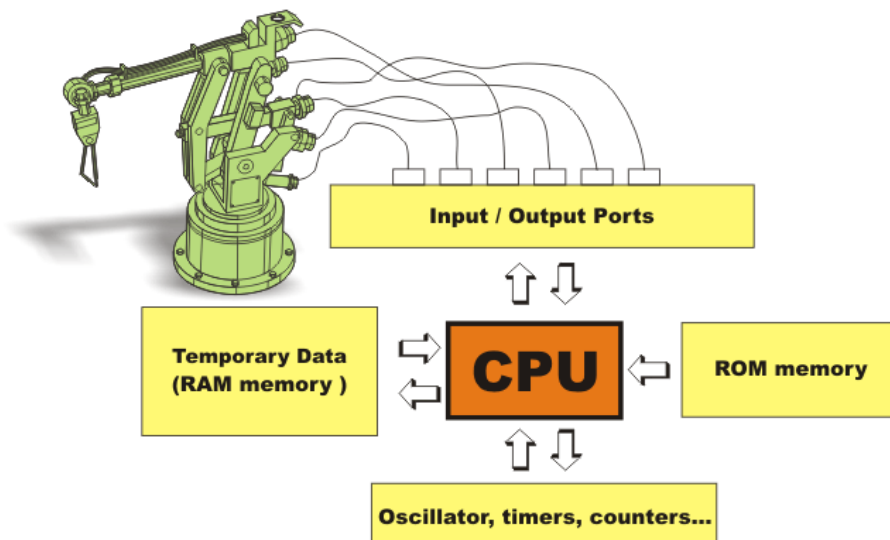 Input / Output Ports
Temporary Data
(RAM memory )
CPU
ROM memory
Oscillator, timers, counters...